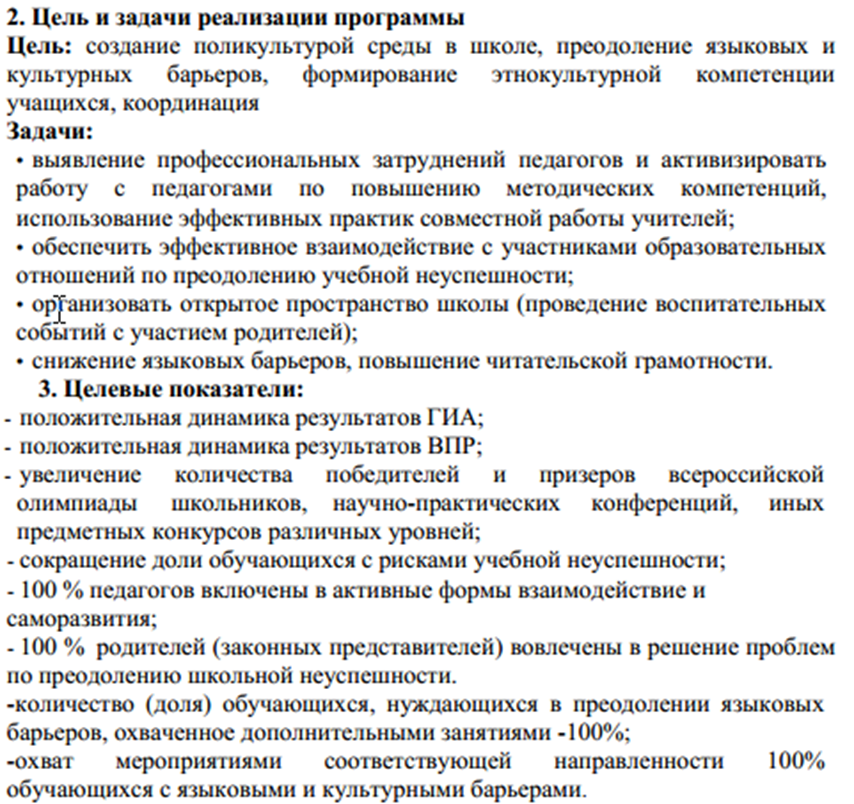 2. Цель и задачи реализации программы
Цель: создание поликультурой среды в школе, преодоление языковых и
культурных барьеров, формирование этнокультурной компетенции
учащихся, координация
Задачи:
• выявление профессиональных затруднений педагогов и активизировать
работу с педагогами по повышению методических компетенций,
использование эффективных практик совместной работы учителей;
• обеспечить эффективное взаимодействие с участниками образовательных
отношений по преодолению учебной неуспешности;
• организовать открытое пространство школы (проведение воспитательных
событий с участием родителей);
• снижение языковых барьеров, повышение читательской грамотности.
3. Целевые показатели:
- положительная динамика результатов ГИА;
- положительная динамика результатов ВПР;
- увеличение количества победителей и призеров всероссийской
олимпиады школьников, научно-практических конференций, иных
предметных конкурсов различных уровней;
- сокращение доли обучающихся с рисками учебной неуспешности;
- 100 % педагогов включены в активные формы взаимодействие и
саморазвития;
- 100 % родителей (законных представителей) вовлечены в решение проблем
по преодолению школьной неуспешности.
-количество (доля) обучающихся, нуждающихся в преодолении языковых
барьеров, охваченное дополнительными занятиями -100%;
-охват мероприятиями соответствующей направленности 100%
обучающихся с языковыми и культурными барьерами.